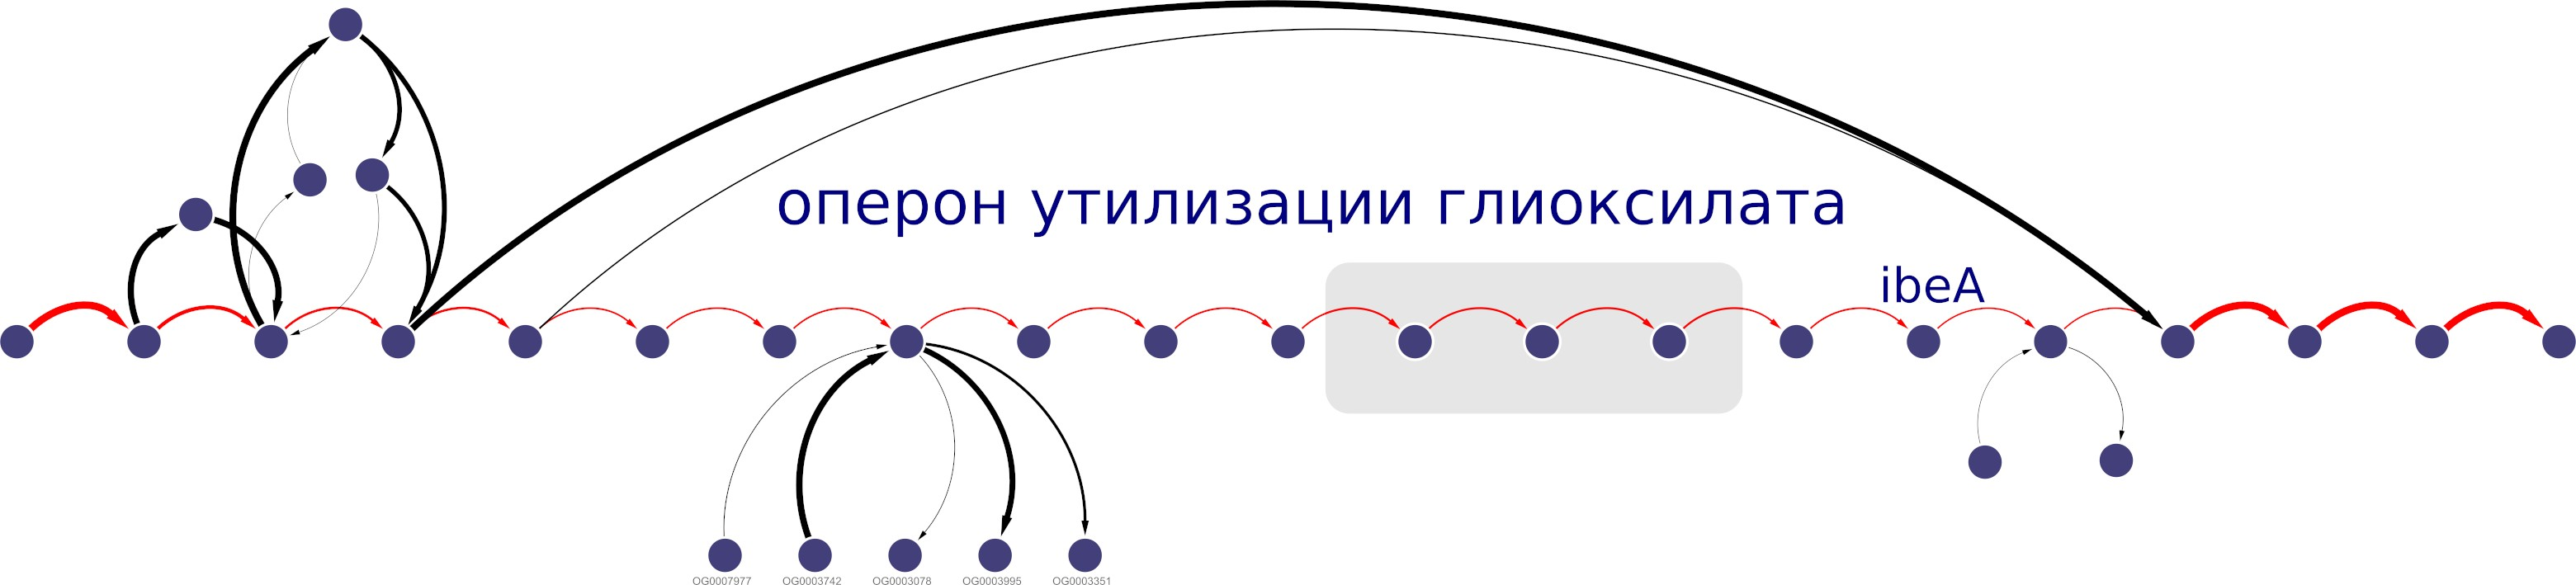 оперон утилизации глиоксилата
ibeA
OG0007977 OG0003742 OG0003078 OG0003995 OG0003351